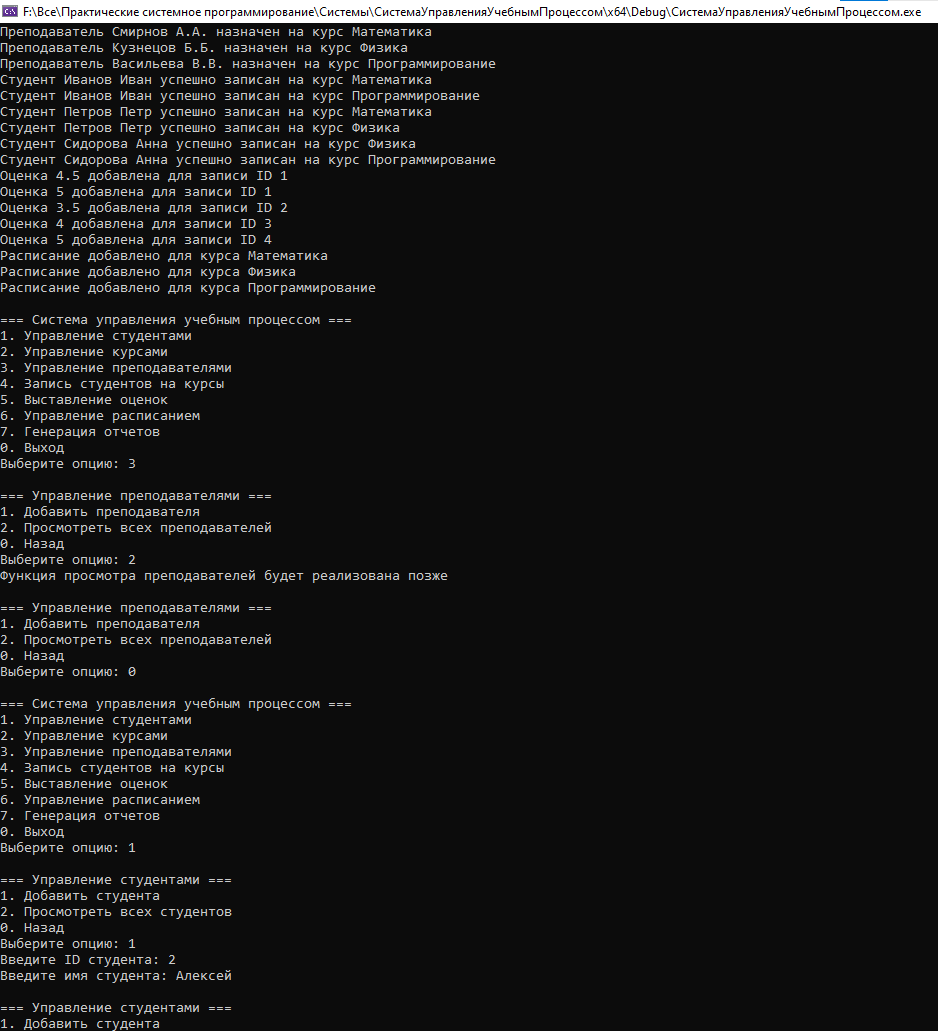 F:\Все\Практические системное программирование\Системы\СистемаУправленияУчебнымПроцессом\x64\Debug\СистемаУправленияУчебнымПроцессом.exe
Преподаватель Смирнов А.А. назначен на курс Математика
Преподаватель Кузнецов Б.Б. назначен на курс Физика
Преподаватель Васильева В.В. назначен на курс Программирование
Студент Иванов Иван успешно записан на курс Математика
Студент Иванов Иван успешно записан на курс Программирование
Студент Петров Петр успешно записан на курс Математика
Студент Петров Петр успешно записан на курс Физика
Студент Сидорова Анна успешно записан на курс Физика
Студент Сидорова Анна успешно записан на курс Программирование
Оценка 4.5 добавлена для записи ID 1
Оценка 5 добавлена для записи ID 1
Оценка 3.5 добавлена для записи ID 2
Оценка 4 добавлена для записи ID 3
Оценка 5 добавлена для записи ID 4
Расписание добавлено для курса Математика
Расписание добавлено для курса Физика
Расписание добавлено для курса Программирование
=== Система управления учебным процессом ===
1. Управление студентами
2. Управление курсами
3. Управление преподавателями
4. Запись студентов на курсы
5. Выставление оценок
6. Управление расписанием
7. Генерация отчетов
0. Выход
Выберите опцию: 3
=== Управление преподавателями ===
1. Добавить преподавателя
2. Просмотреть всех преподавателей
0. Назад
Выберите опцию: 2
Функция просмотра преподавателей будет реализована позже
=== Управление преподавателями ===
1. Добавить преподавателя
2. Просмотреть всех преподавателей
0. Назад
Выберите опцию: 0
=== Система управления учебным процессом ===
1. Управление студентами
2. Управление курсами
3. Управление преподавателями
4. Запись студентов на курсы
5. Выставление оценок
6. Управление расписанием
7. Генерация отчетов
0. Выход
Выберите опцию: 1
=== Управление студентами ===
1. Добавить студента
2. Просмотреть всех студентов
0. Назад
Выберите опцию: 1
Введите ID студента: 2
Введите имя студента: Алексей
=== Управление студентами ===
1. Добавить студента